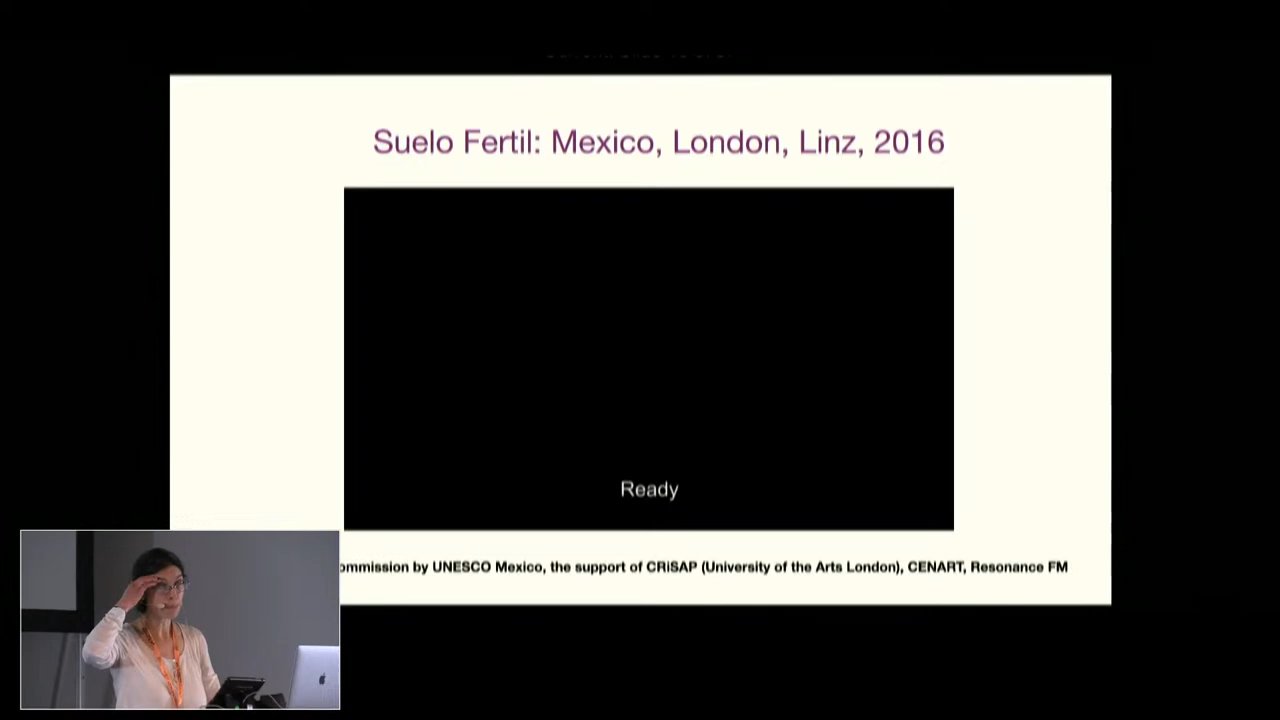 Suelo Fertil: Mexico, London, Linz, 2016
Ready
ommission by UNESCO Mexico, the support of CRiSAP (University of the Arts London), CENART, Resonance FM